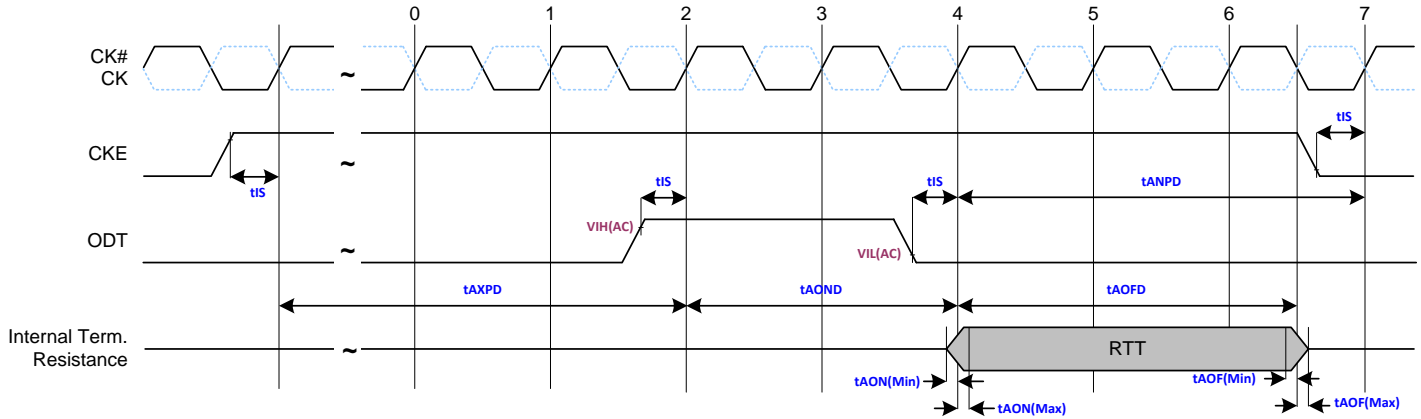 0 1 2 3 4 5 6 7
CK#
CK
~
CKE
~
tIS
tIS
tIS
tIS
tANPD
ODT
~
VIH(AC)
VIL(AC)
tAXPD
tAOND
tAOFD
Internal Term.
Resistance
~
RTT
tAON(Min)
tAOF(Min)
tAON(Max)
tAOF(Max)